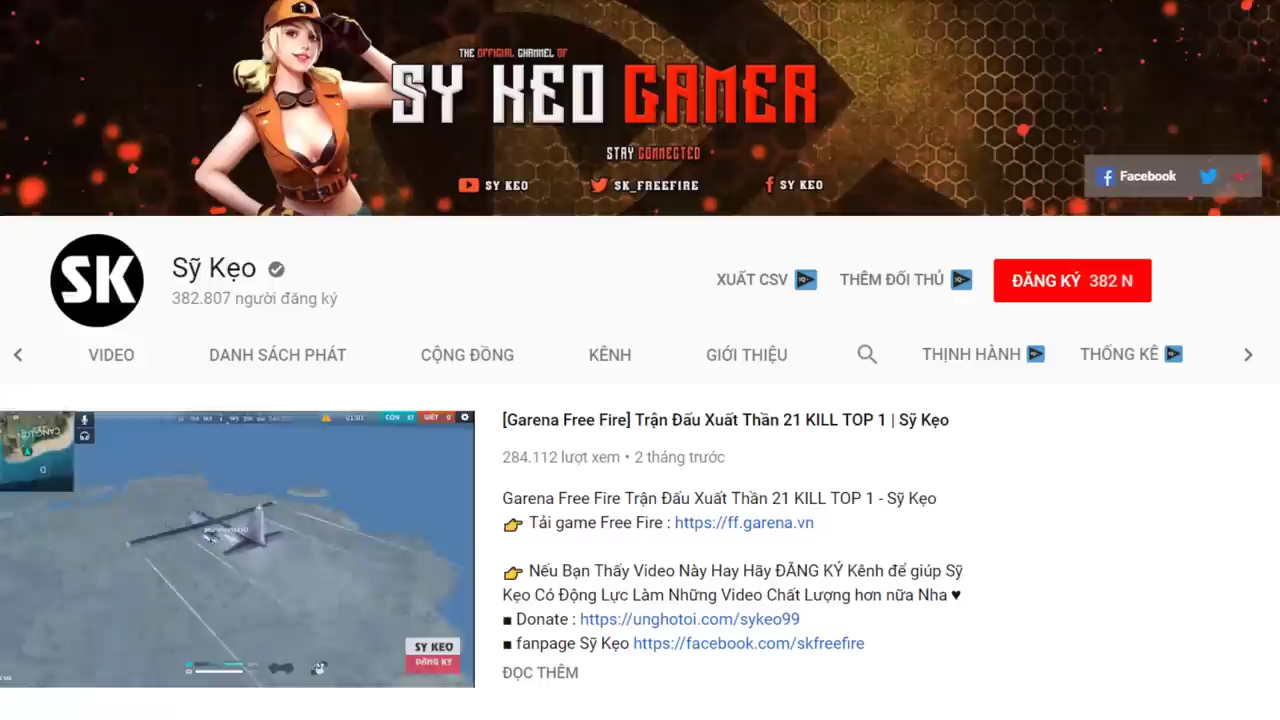 THE OFFICIAL CHANNEL OF
SY KEO GAMER
STAY CONNECTED
SY KEO
SK_FREEFIRE
SY KEO
Facebook
SK
Sỹ Kẹo
382.807 người đăng ký
XUẤT CSV
THÊM ĐỐI THỦ
ĐĂNG KÝ 382 N
VIDEO
DANH SÁCH PHÁT
CỘNG ĐỒNG
KÊNH
GIỚI THIỆU
THỊNH HÀNH
THỐNG KÊ
01:01
CÒN 57
GIẾT 0
SY KEO
ĐĂNG KÝ
[Garena Free Fire] Trận Đấu Xuất Thần 21 KILL TOP 1 | Sỹ Kẹo
284.112 lượt xem • 2 tháng trước
Garena Free Fire Trận Đấu Xuất Thần 21 KILL TOP 1 - Sỹ Kẹo
👉 Tải game Free Fire : https://ff.garena.vn
👉 Nếu Bạn Thấy Video Này Hay Hãy ĐĂNG KÝ Kênh để giúp Sỹ
Kẹo Có Động Lực Làm Những Video Chất Lượng hơn nữa Nha ♥
■ Donate : https://unghotoi.com/sykeo99
■ fanpage Sỹ Kẹo https://facebook.com/skfreefire
ĐỌC THÊM